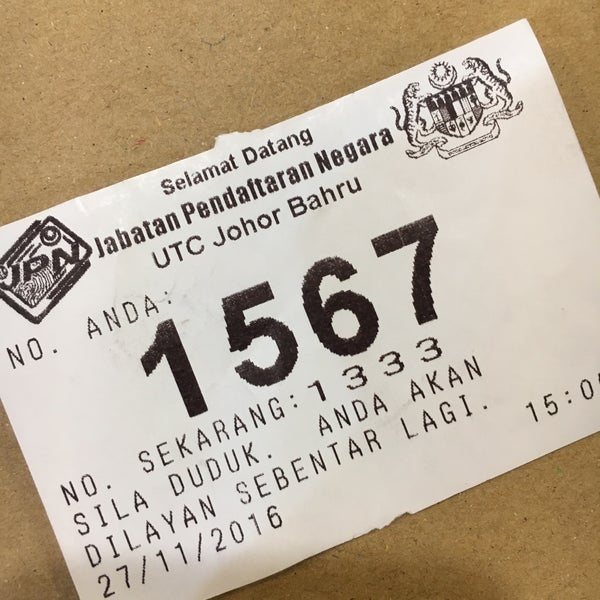 Selamat Datang
Jabatan Pendaftaran Negara
UTC Johor Bahru
JPN
NO. ANDA:
1567
NO. SEKARANG: 1333
SILA DUDUK. ANDA AKAN
DILAYAN SEBENTAR LAGI.
27/11/2016